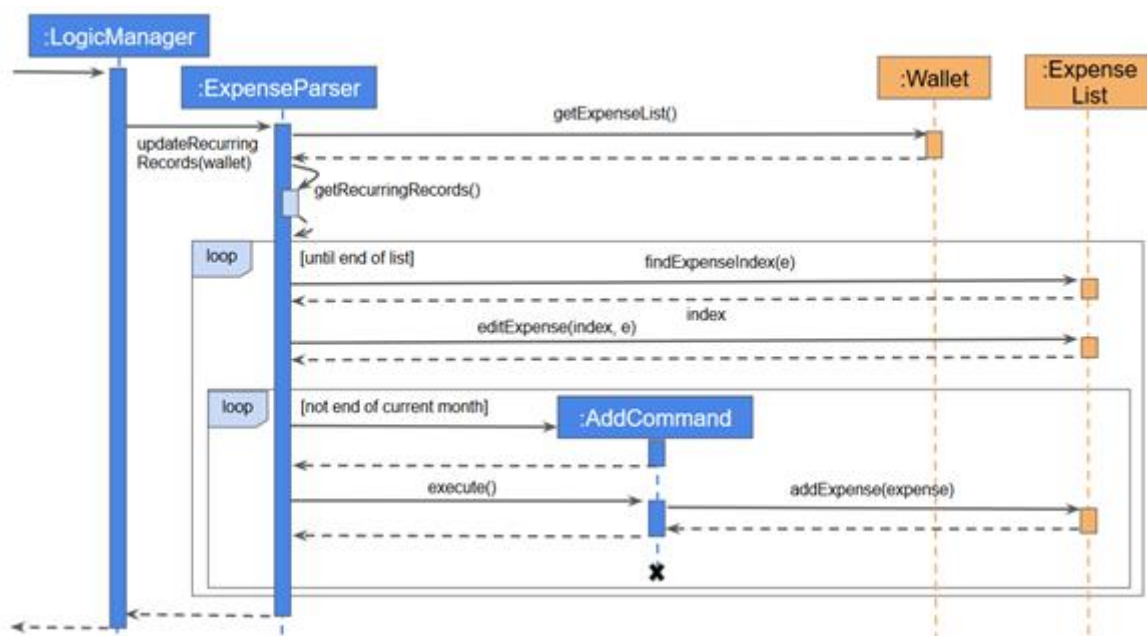 :LogicManager
:ExpenseParser
:Wallet
:Expense
List
getExpenseList()
updateRecurring
Records(wallet)
getRecurringRecords()
loop
[until end of list]
findExpenseIndex(e)
index
editExpense(index, e)
loop
[not end of current month]
:AddCommand
execute()
addExpense(expense)